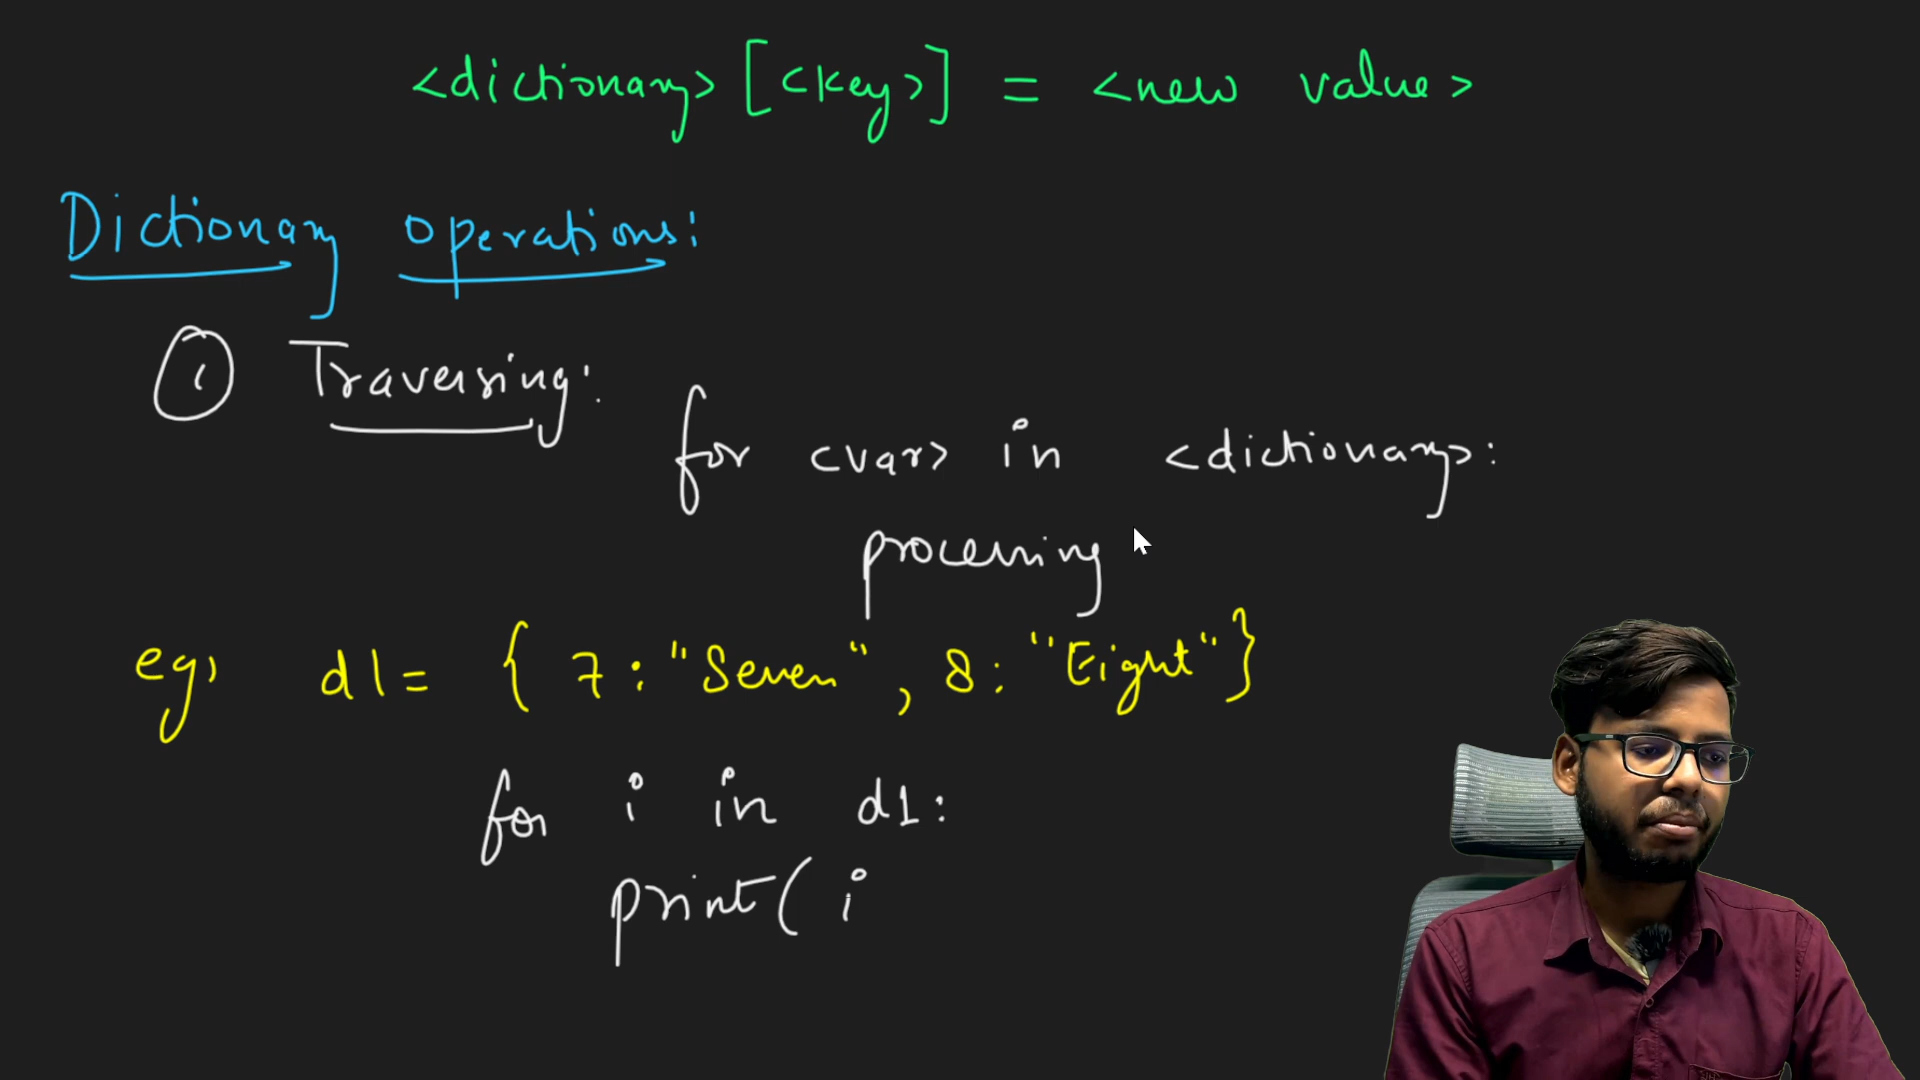 <dictionary> [<key>] = <new value>
Dictionary operations:
① Traversing:
for <var> in <dictionary>:
processing
eg, d1= { 7 : "Seven" , 8 : "Eight" }
for i in d1:
print( i